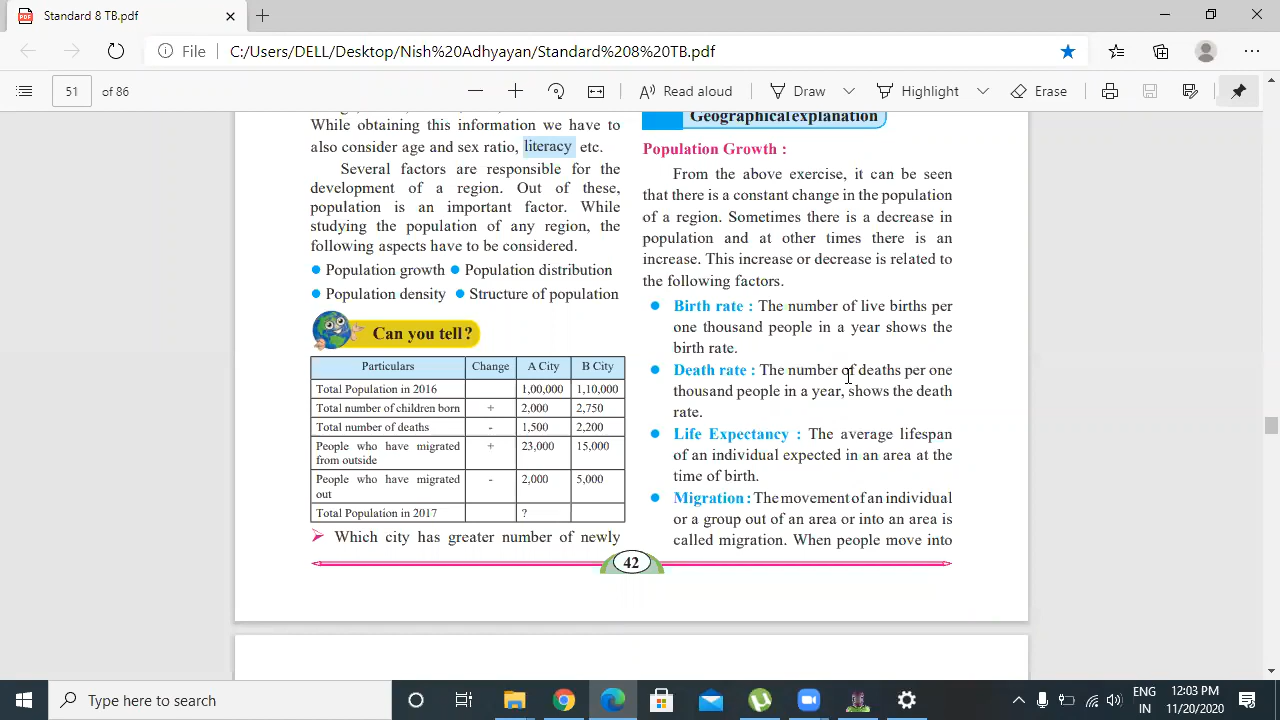 Standard 8 TB.pdf
File
C:/Users/DELL/Desktop/Nish%20Adhyayan/Standard%208%20TB.pdf
51 of 86
Read aloud
Draw
Highlight
Erase
While obtaining this information we have to
also consider age and sex ratio, literacy etc.
Several factors are responsible for the
development of a region. Out of these,
population is an important factor. While
studying the population of any region, the
following aspects have to be considered.
● Population growth ● Population distribution
● Population density ● Structure of population
Can you tell?
Particulars Change A City B City
Total Population in 2016 1,00,000 1,10,000
Total number of children born + 2,000 2,750
Total number of deaths - 1,500 2,200
People who have migrated + 23,000 15,000
from outside
People who have migrated - 2,000 5,000
out
Total Population in 2017 ?
➢ Which city has greater number of newly
Geographical explanation
Population Growth :
From the above exercise, it can be seen
that there is a constant change in the population
of a region. Sometimes there is a decrease in
population and at other times there is an
increase. This increase or decrease is related to
the following factors.
● Birth rate : The number of live births per
one thousand people in a year shows the
birth rate.
● Death rate : The number of deaths per one
thousand people in a year, shows the death
rate.
● Life Expectancy : The average lifespan
of an individual expected in an area at the
time of birth.
● Migration : The movement of an individual
or a group out of an area or into an area is
called migration. When people move into
42
Type here to search
ENG
IN
12:03 PM
11/20/2020